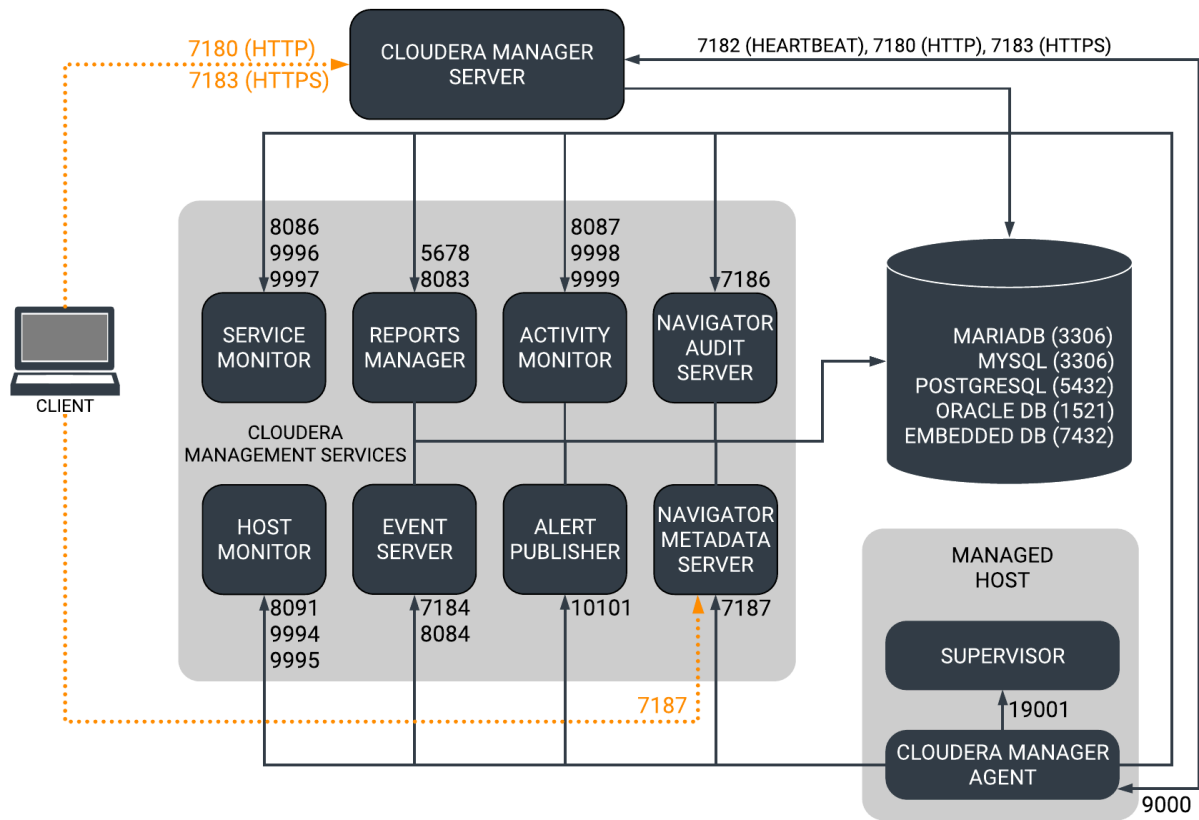 7180 (HTTP)
7183 (HTTPS)
CLOUDERA MANAGER
SERVER
7182 (HEARTBEAT), 7180 (HTTP), 7183 (HTTPS)
8086
9996
9997
5678
8083
8087
9998
9999
7186
SERVICE
MONITOR
REPORTS
MANAGER
ACTIVITY
MONITOR
NAVIGATOR
AUDIT
SERVER
MARIADB (3306)
MYSQL (3306)
POSTGRESQL (5432)
ORACLE DB (1521)
EMBEDDED DB (7432)
CLIENT
CLOUDERA
MANAGEMENT SERVICES
HOST
MONITOR
EVENT
SERVER
ALERT
PUBLISHER
NAVIGATOR
METADATA
SERVER
8091
9994
9995
7184
8084
10101
7187
7187
MANAGED
HOST
SUPERVISOR
19001
CLOUDERA MANAGER
AGENT
9000